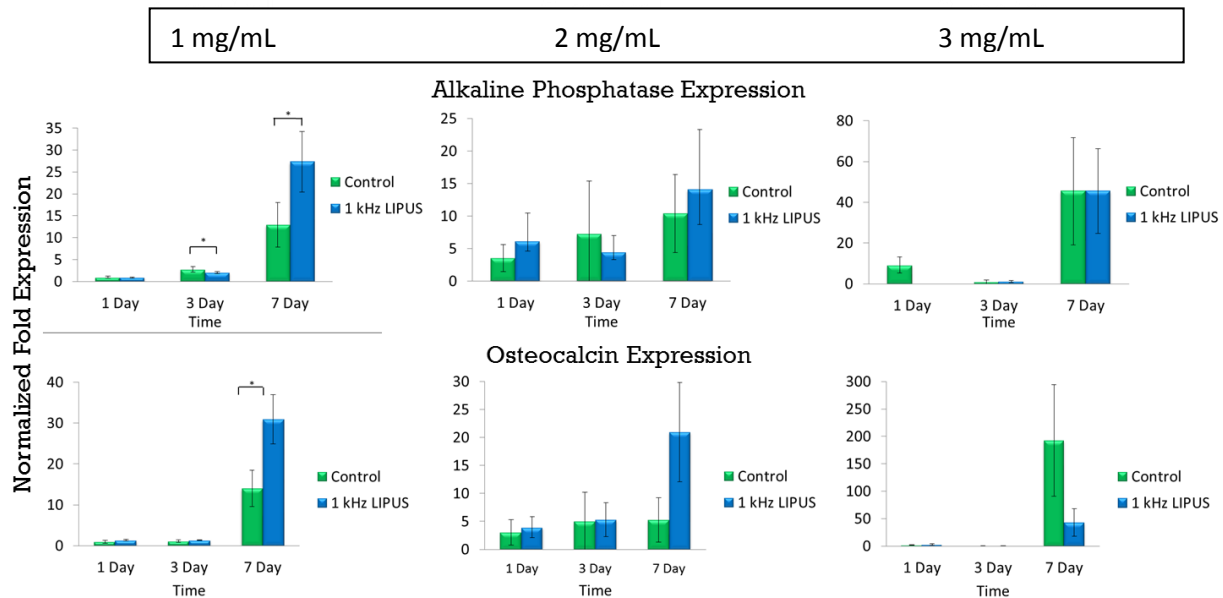 1 mg/mL 2 mg/mL 3 mg/mL
Alkaline Phosphatase Expression
Normalized Fold Expression
35
30
25
20
15
10
5
0
*
*
Control
1 kHz LIPUS
1 Day 3 Day 7 Day
Time
25
20
15
10
5
0
Control
1 kHz LIPUS
1 Day 3 Day 7 Day
Time
80
60
40
20
0
Control
1 kHz LIPUS
1 Day 3 Day 7 Day
Time
Osteocalcin Expression
40
30
20
10
0
*
Control
1 kHz LIPUS
1 Day 3 Day 7 Day
Time
30
25
20
15
10
5
0
Control
1 kHz LIPUS
1 Day 3 Day 7 Day
Time
300
250
200
150
100
50
0
Control
1 kHz LIPUS
1 Day 3 Day 7 Day
Time